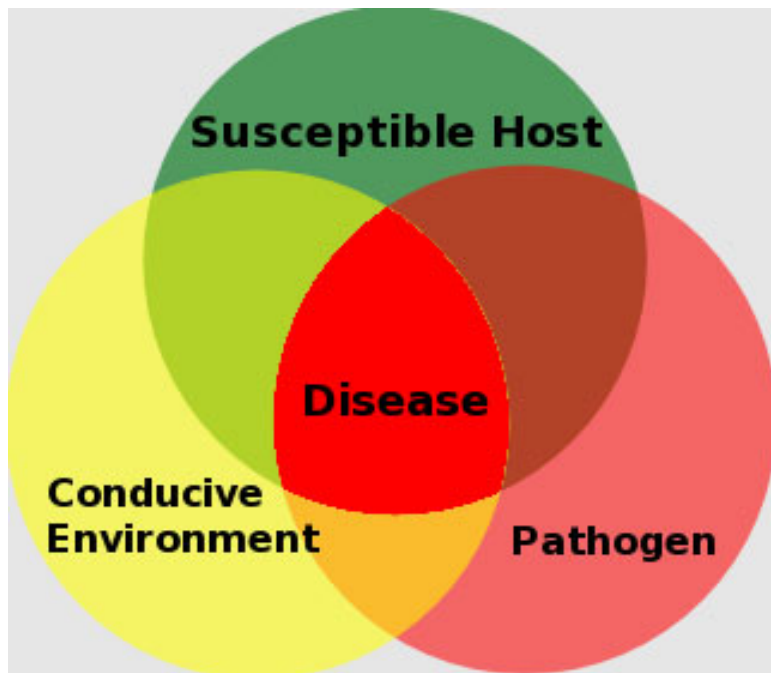 Susceptible Host
Disease
Conducive
Environment
Pathogen